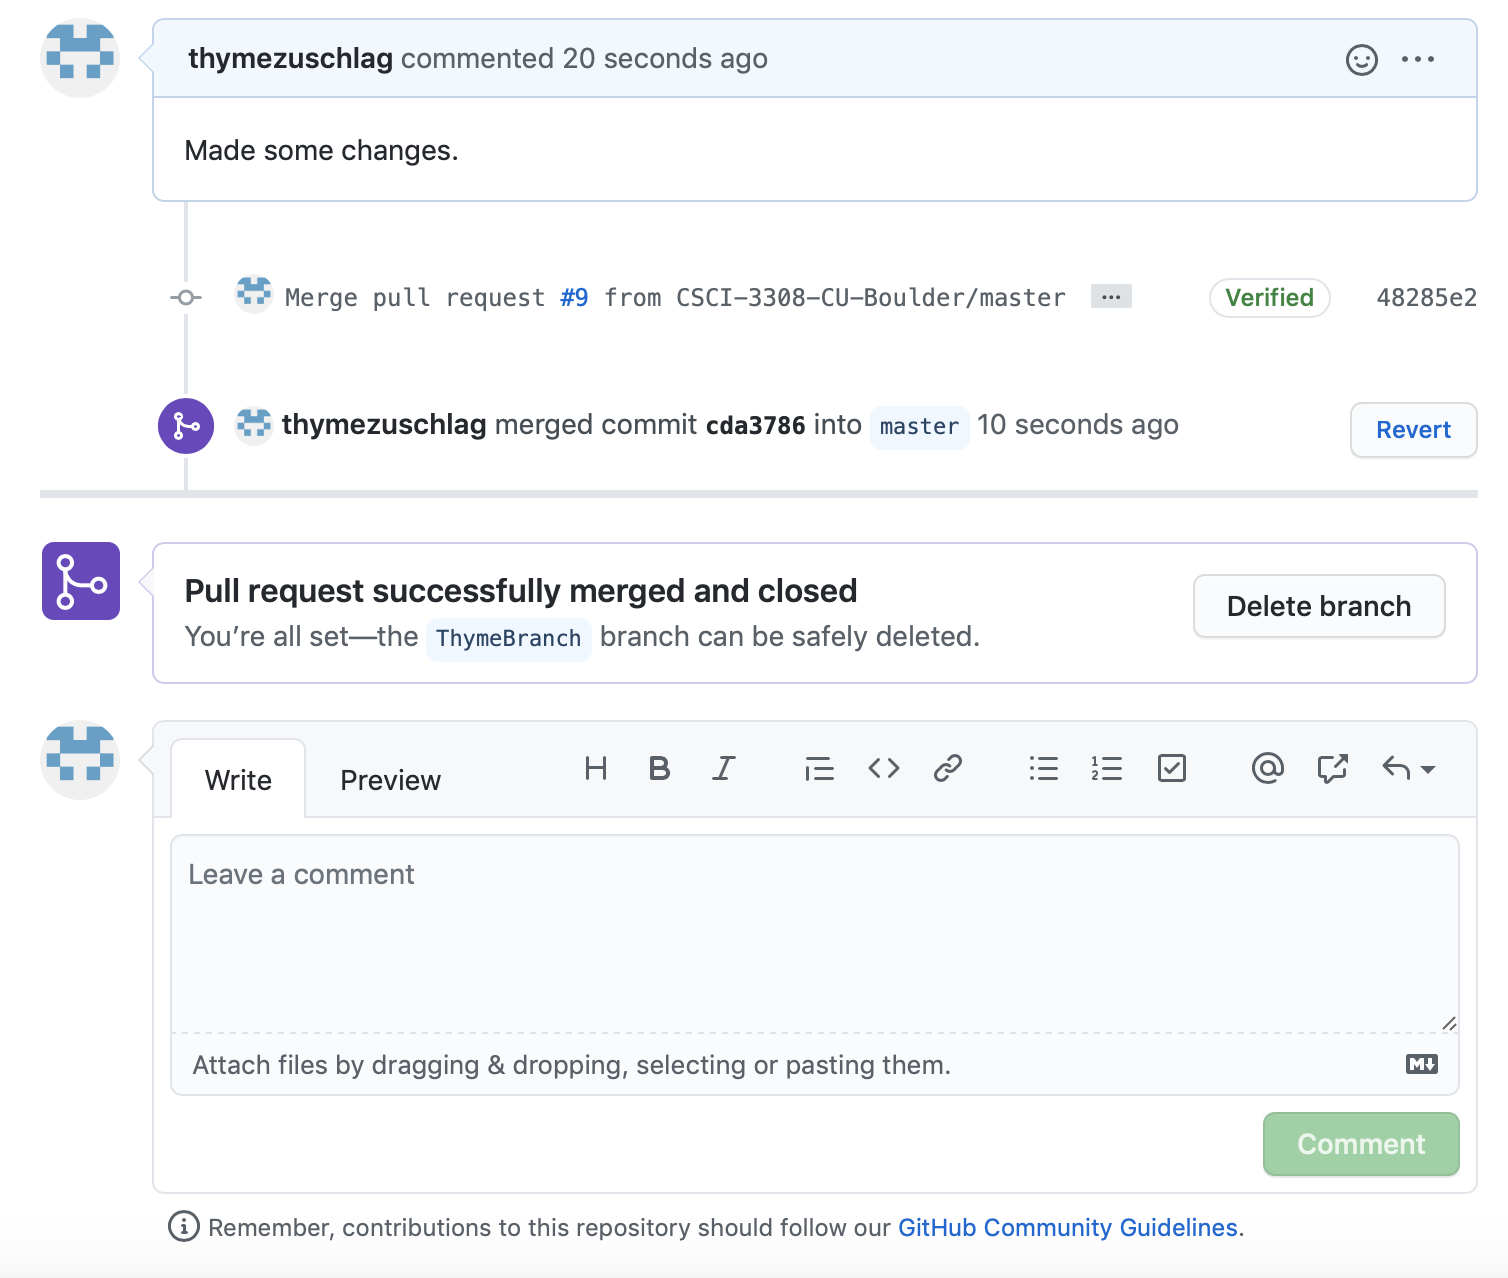 thymezuschlag commented 20 seconds ago
Made some changes.
Merge pull request #9 from CSCI-3308-CU-Boulder/master ... Verified 48285e2
thymezuschlag merged commit cda3786 into master 10 seconds ago Revert
Pull request successfully merged and closed
You’re all set—the ThymeBranch branch can be safely deleted.
Delete branch
Write Preview
Leave a comment
Attach files by dragging & dropping, selecting or pasting them.
Comment
Remember, contributions to this repository should follow our GitHub Community Guidelines.